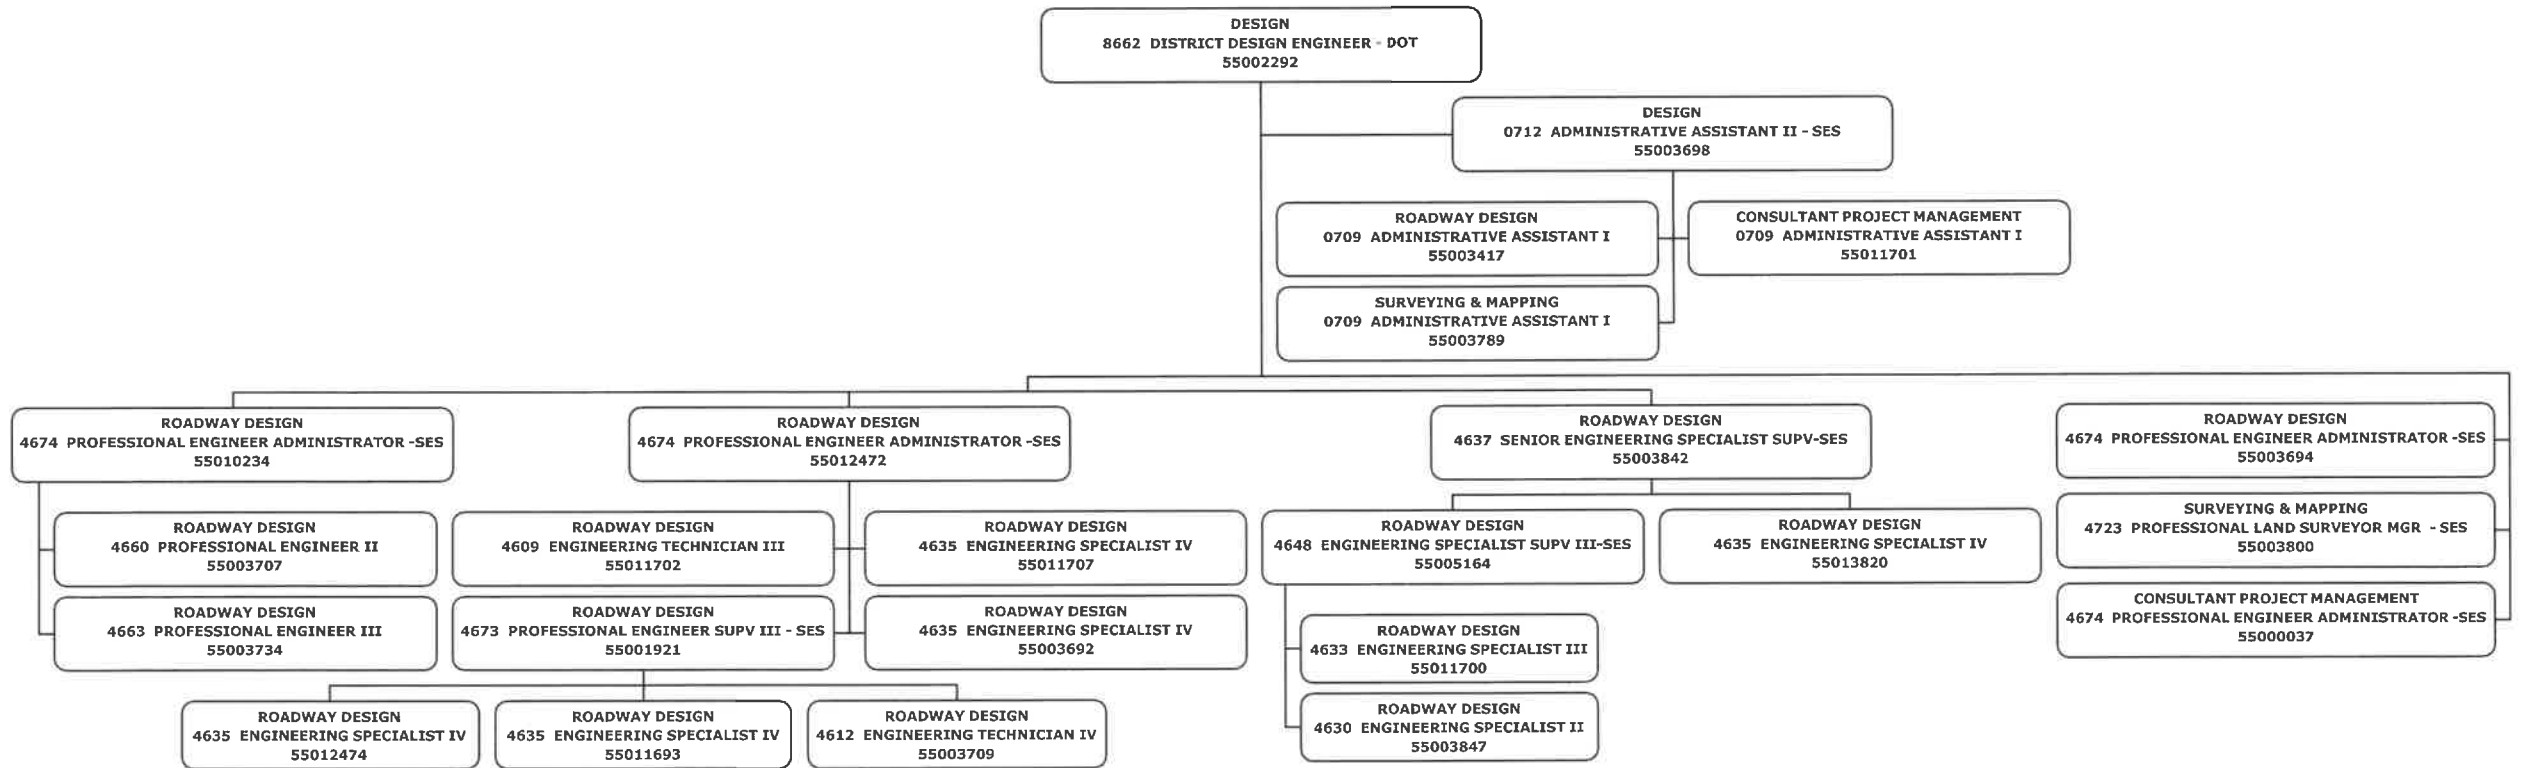 DESIGN
8662 DISTRICT DESIGN ENGINEER - DOT
55002292
DESIGN
0712 ADMINISTRATIVE ASSISTANT II - SES
55003698
ROADWAY DESIGN
0709 ADMINISTRATIVE ASSISTANT I
55003417
CONSULTANT PROJECT MANAGEMENT
0709 ADMINISTRATIVE ASSISTANT I
55011701
SURVEYING & MAPPING
0709 ADMINISTRATIVE ASSISTANT I
55003789
ROADWAY DESIGN
4674 PROFESSIONAL ENGINEER ADMINISTRATOR -SES
55010234
ROADWAY DESIGN
4660 PROFESSIONAL ENGINEER II
55003707
ROADWAY DESIGN
4663 PROFESSIONAL ENGINEER III
55003734
ROADWAY DESIGN
4674 PROFESSIONAL ENGINEER ADMINISTRATOR -SES
55012472
ROADWAY DESIGN
4609 ENGINEERING TECHNICIAN III
55011702
ROADWAY DESIGN
4635 ENGINEERING SPECIALIST IV
55011707
ROADWAY DESIGN
4673 PROFESSIONAL ENGINEER SUPV III - SES
55001921
ROADWAY DESIGN
4635 ENGINEERING SPECIALIST IV
55003692
ROADWAY DESIGN
4635 ENGINEERING SPECIALIST IV
55012474
ROADWAY DESIGN
4635 ENGINEERING SPECIALIST IV
55011693
ROADWAY DESIGN
4612 ENGINEERING TECHNICIAN IV
55003709
ROADWAY DESIGN
4637 SENIOR ENGINEERING SPECIALIST SUPV-SES
55003842
ROADWAY DESIGN
4648 ENGINEERING SPECIALIST SUPV III-SES
55005164
ROADWAY DESIGN
4635 ENGINEERING SPECIALIST IV
55013820
ROADWAY DESIGN
4633 ENGINEERING SPECIALIST III
55011700
ROADWAY DESIGN
4630 ENGINEERING SPECIALIST II
55003847
ROADWAY DESIGN
4674 PROFESSIONAL ENGINEER ADMINISTRATOR -SES
55003694
SURVEYING & MAPPING
4723 PROFESSIONAL LAND SURVEYOR MGR - SES
55003800
CONSULTANT PROJECT MANAGEMENT
4674 PROFESSIONAL ENGINEER ADMINISTRATOR -SES
55000037